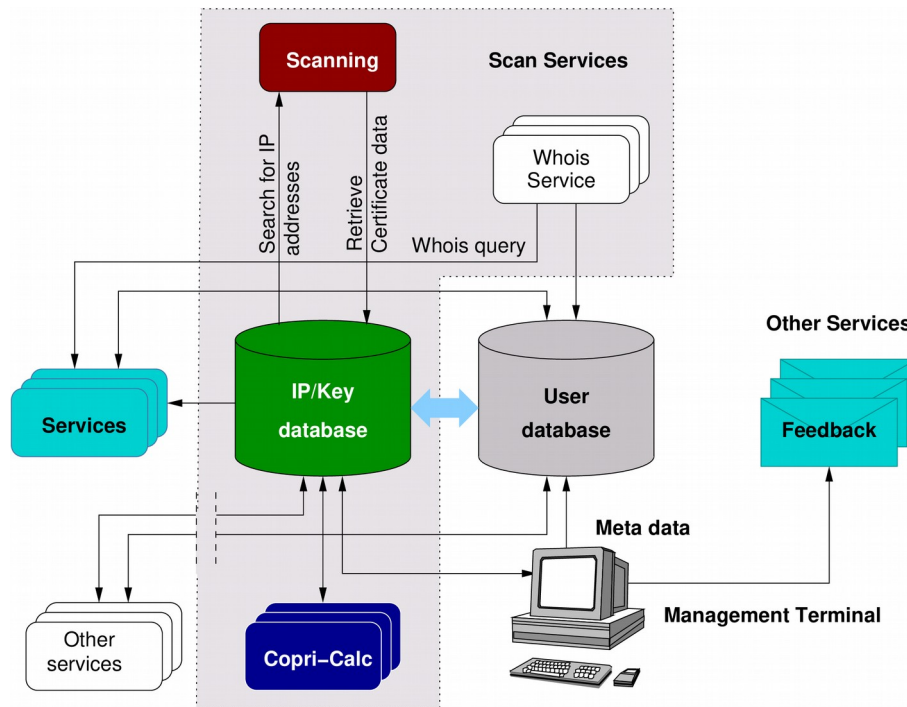 Scanning
Scan Services
Search for IP
addresses
Retrieve
Certificate data
Whois
Service
Whois query
Other Services
IP/Key
database
User
database
Services
Feedback
Meta data
Management Terminal
Other
services
Copri-Calc